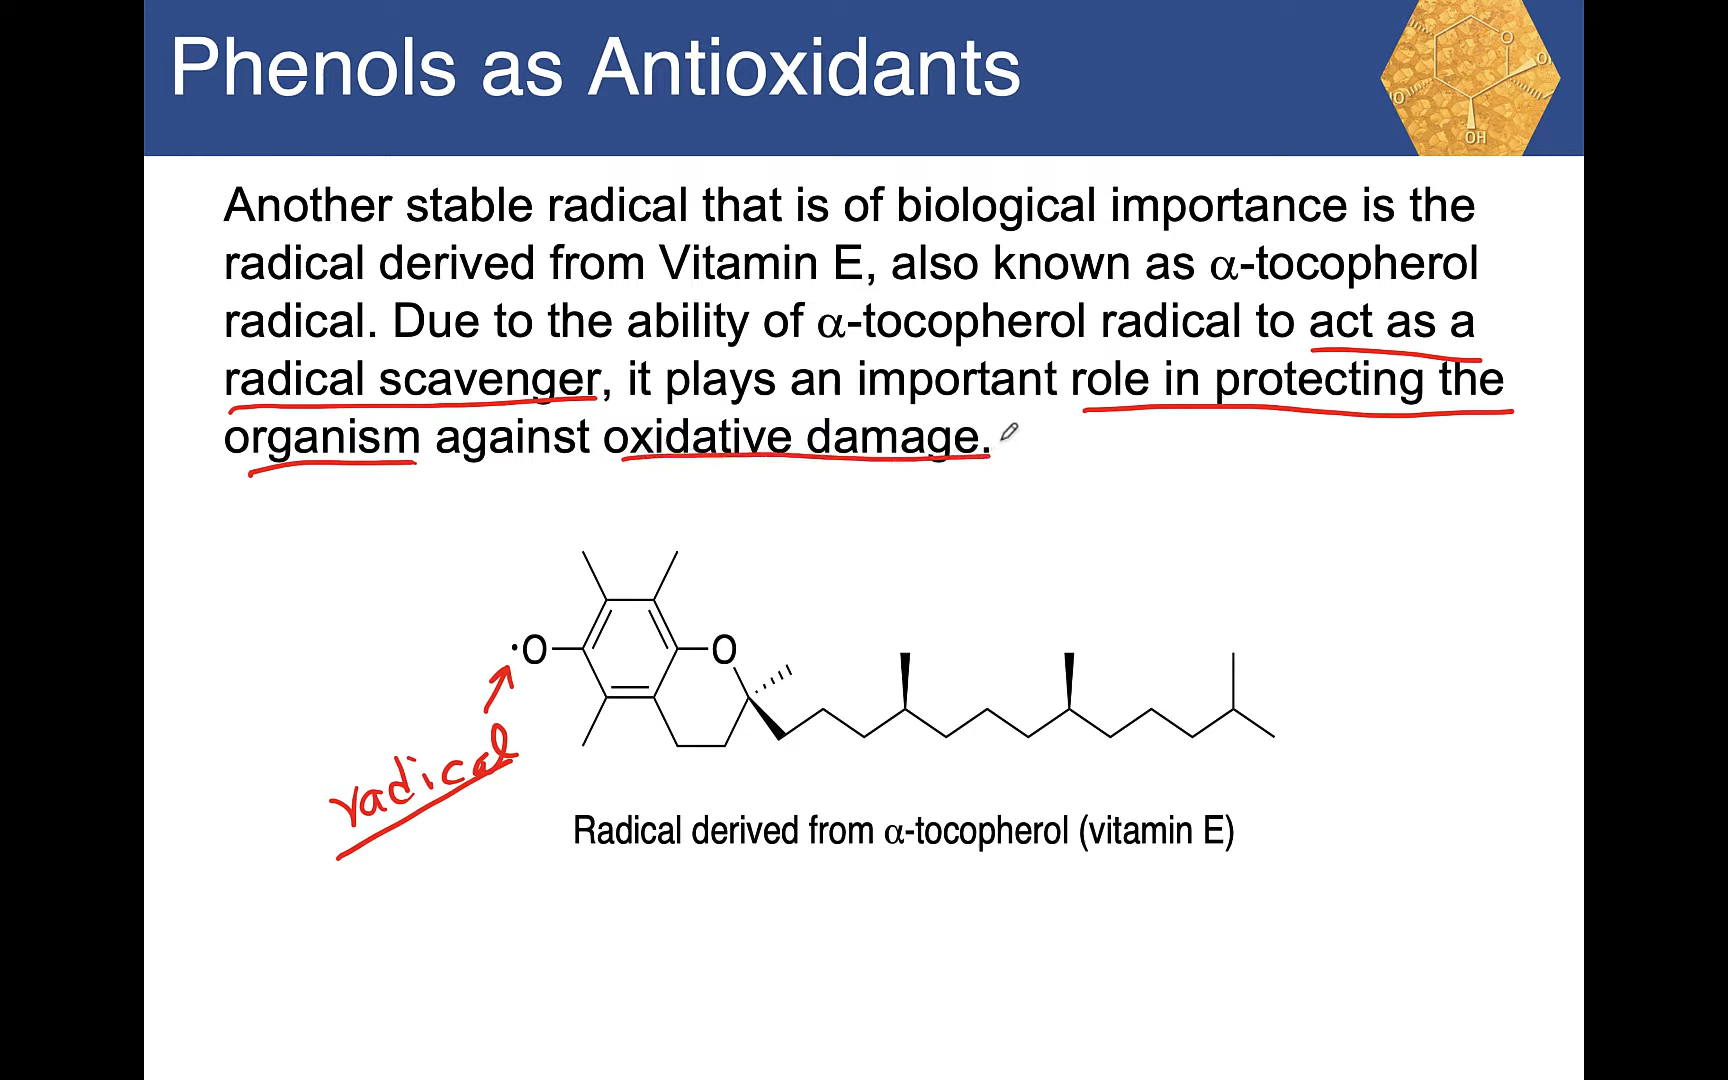 Phenols as Antioxidants
O
O
HO
OH
Another stable radical that is of biological importance is the
radical derived from Vitamin E, also known as α-tocopherol
radical. Due to the ability of α-tocopherol radical to act as a
radical scavenger, it plays an important role in protecting the
organism against oxidative damage.
·O
O
radical
Radical derived from α-tocopherol (vitamin E)